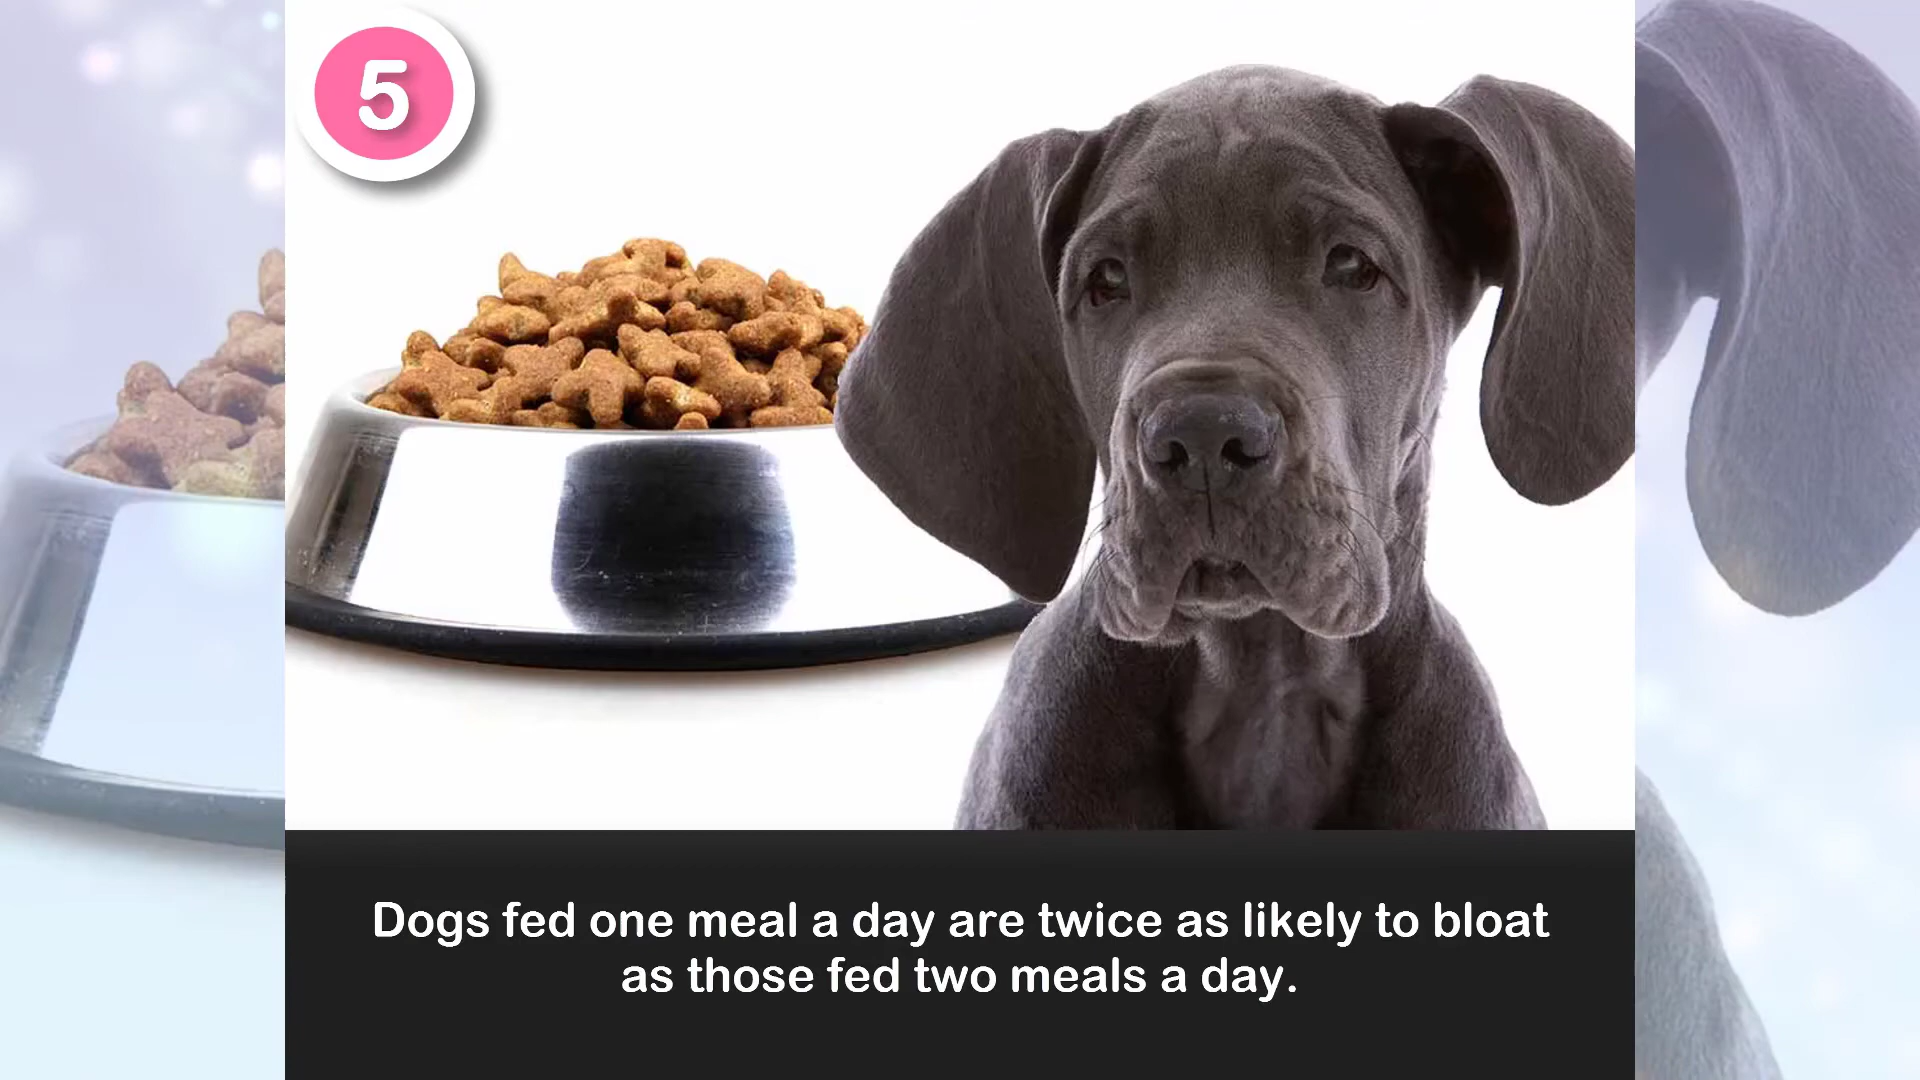 5
Dogs fed one meal a day are twice as likely to bloat
as those fed two meals a day.